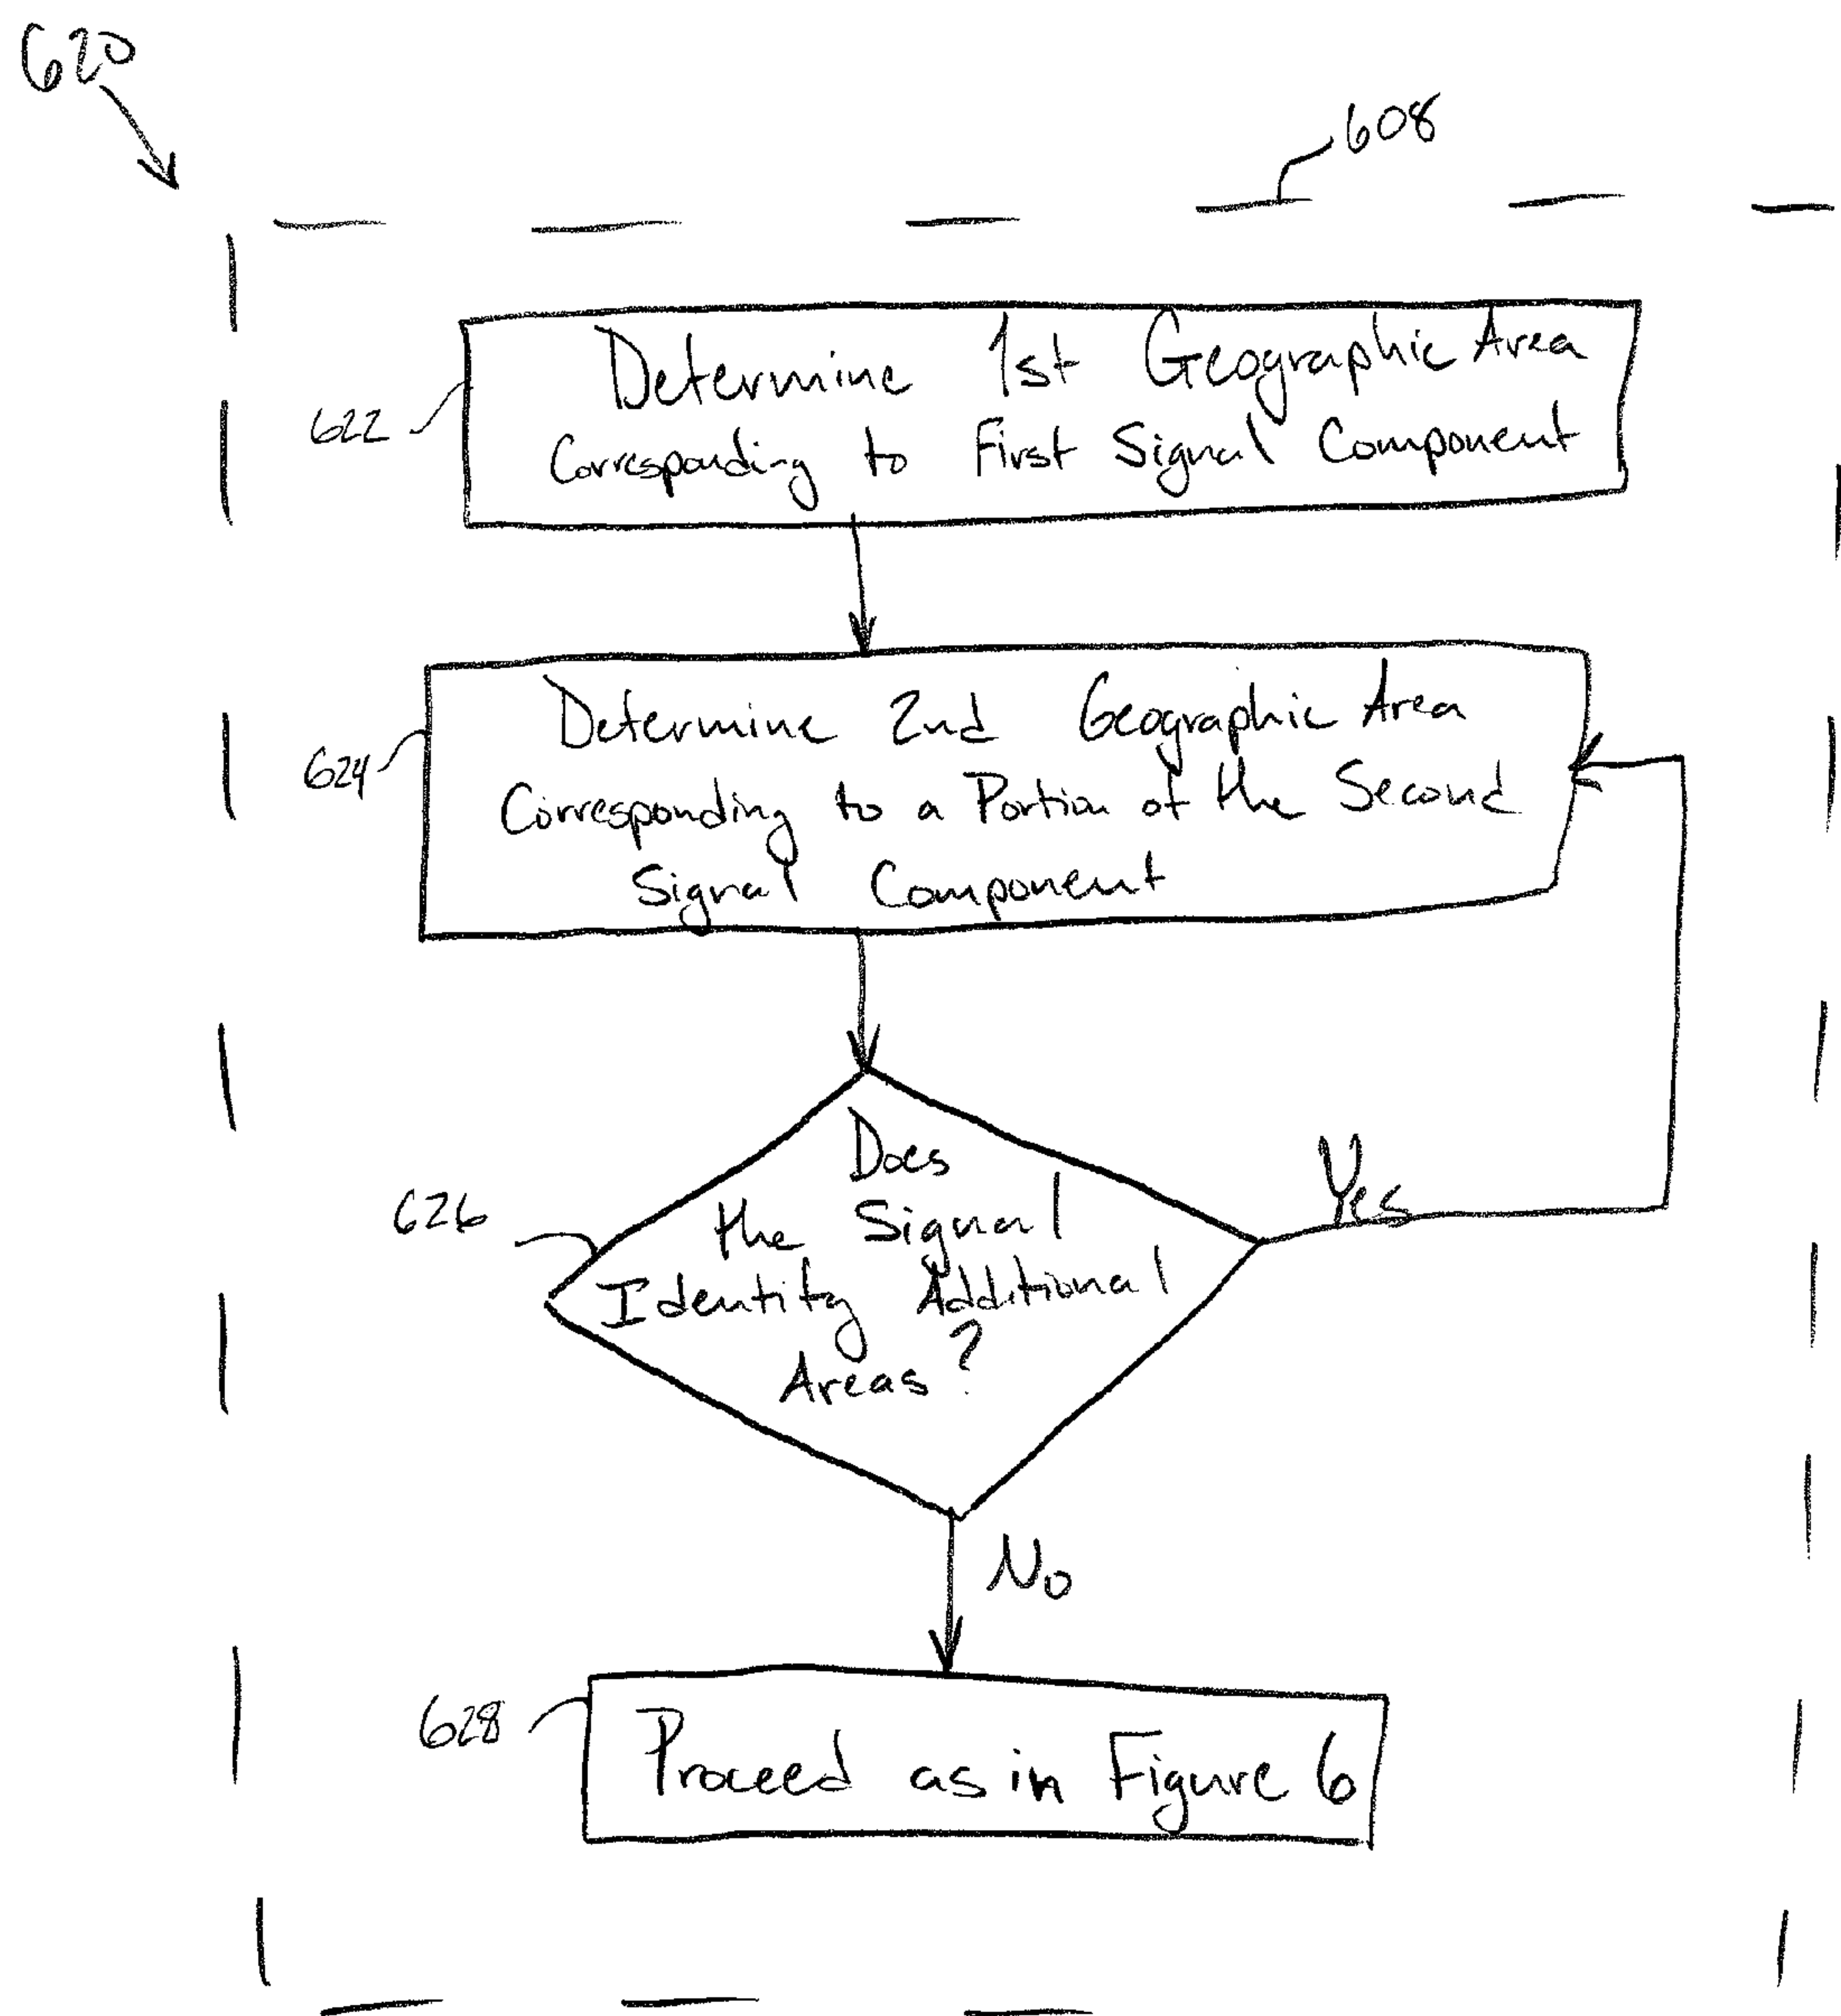 620
608
622
Determine 1st Geographic Area
Corresponding to First Signal Component
624
Determine 2nd Geographic Area
Corresponding to a Portion of the Second
Signal Component
626
Does
the Signal
Identify Additional
Areas?
Yes
No
628
Proceed as in Figure 6